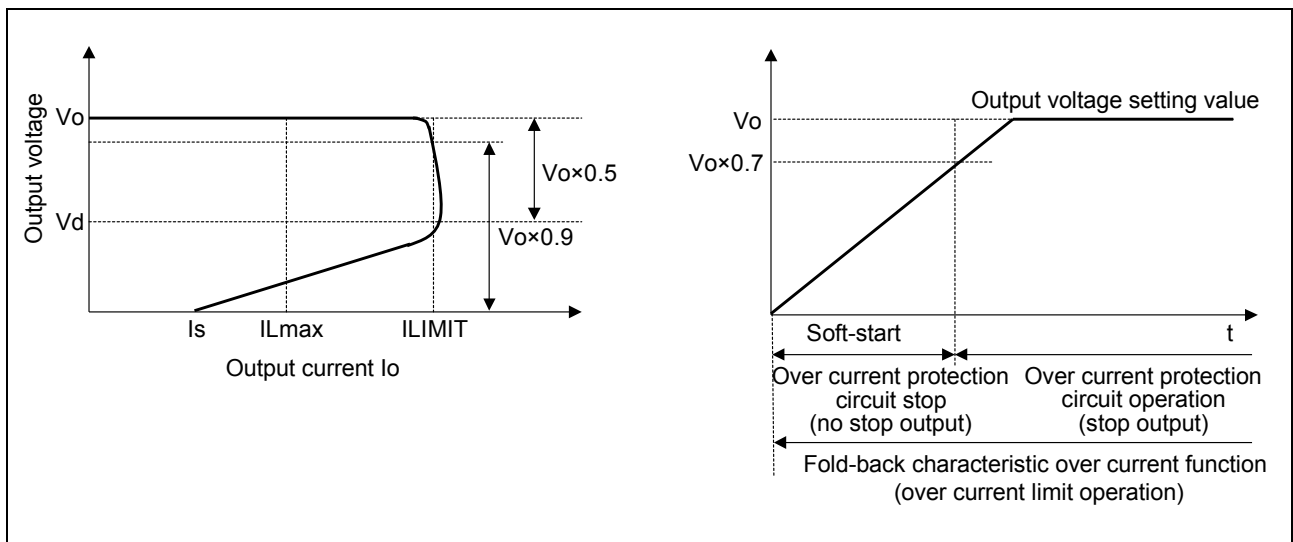 Output voltage
Vo
Vd
Vo×0.5
Vo×0.9
Is
ILmax
ILIMIT
Output current Io
Output voltage setting value
Vo
Vo×0.7
Soft-start
t
Over current protection
circuit stop
(no stop output)
Over current protection
circuit operation
(stop output)
Fold-back characteristic over current function
(over current limit operation)